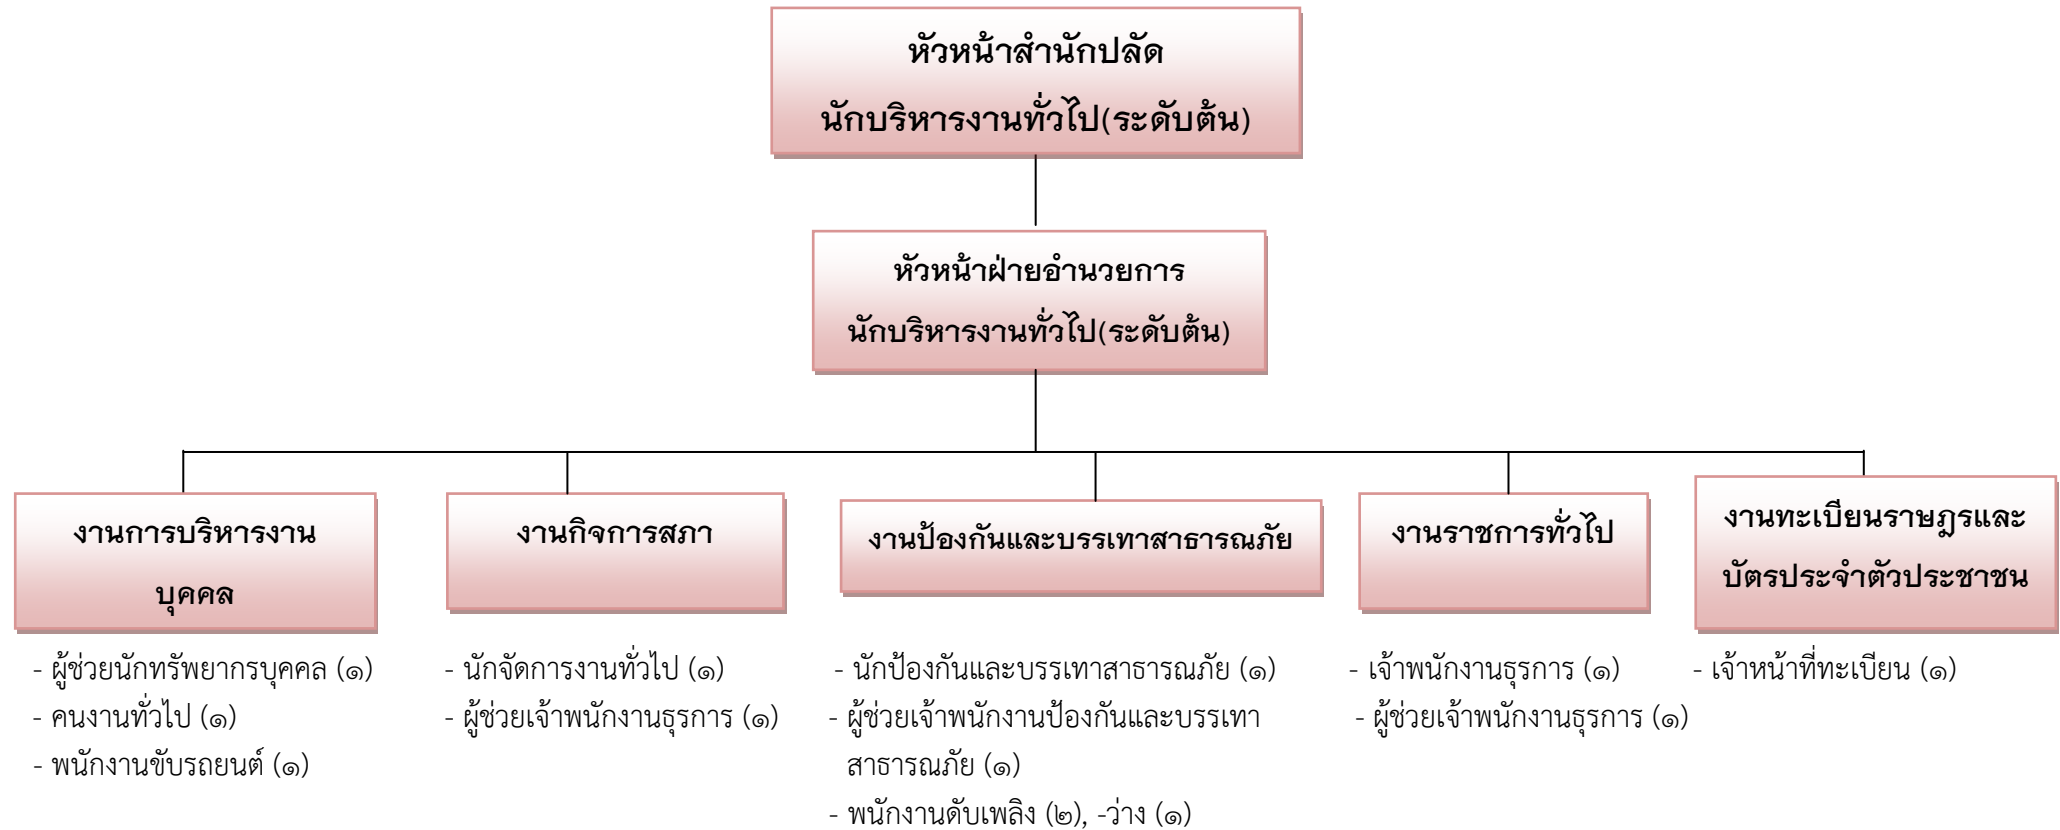 หัวหน้าสำนักปลัด
นักบริหารงานทั่วไป(ระดับต้น)
หัวหน้าฝ่ายอำนวยการ
นักบริหารงานทั่วไป(ระดับต้น)
งานการบริหารงาน
บุคคล
- ผู้ช่วยนักทรัพยากรบุคคล (๑)
- คนงานทั่วไป (๑)
- พนักงานขับรถยนต์ (๑)
งานกิจการสภา
- นักจัดการงานทั่วไป (๑)
- ผู้ช่วยเจ้าพนักงานธุรการ (๑)
งานป้องกันและบรรเทาสาธารณภัย
- นักป้องกันและบรรเทาสาธารณภัย (๑)
- ผู้ช่วยเจ้าพนักงานป้องกันและบรรเทา
สาธารณภัย (๑)
- พนักงานดับเพลิง (๒), -ว่าง (๑)
งานราชการทั่วไป
- เจ้าพนักงานธุรการ (๑)
- ผู้ช่วยเจ้าพนักงานธุรการ (๑)
งานทะเบียนราษฎรและ
บัตรประจำตัวประชาชน
- เจ้าหน้าที่ทะเบียน (๑)